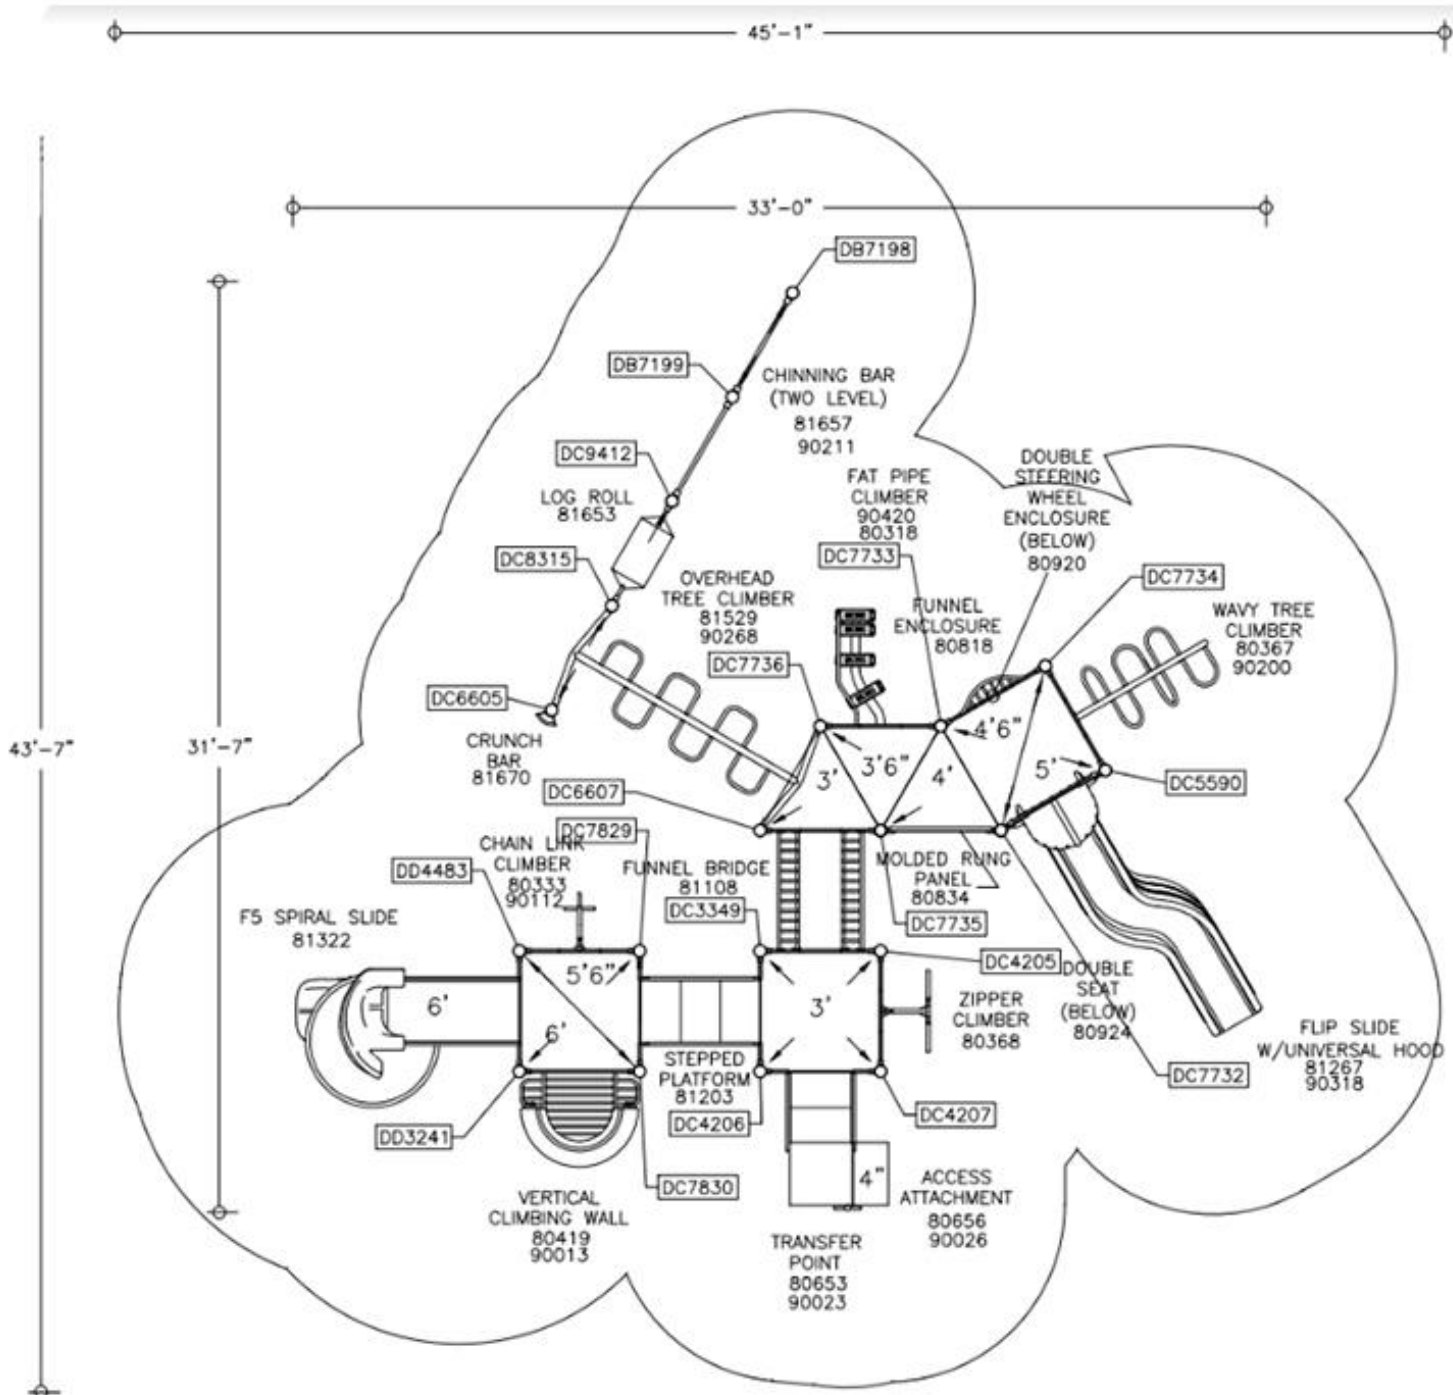 45'-1"
33'-0"
DB7198
DB7199
CHINNING BAR
(TWO LEVEL)
81657
90211
DC9412
LOG ROLL
81653
FAT PIPE
CLIMBER
90420
80318
DC7733
DOUBLE
STEERING
WHEEL
ENCLOSURE
(BELOW)
80920
DC8315
OVERHEAD
TREE CLIMBER
81529
90268
DC7736
FUNNEL
ENCLOSURE
80818
DC7734
WAVY TREE
CLIMBER
80367
90200
DC6605
CRUNCH
BAR
81670
43'-7"
31'-7"
3'
3'6"
4'
4'6"
5'
DC5590
DC6607
DC7829
CHAIN LINK
CLIMBER
80333
90112
DD4483
FUNNEL BRIDGE
81108
DC3349
MOLDED RUNG
PANEL
80834
DC7735
F5 SPIRAL SLIDE
81322
DC4205
DOUBLE
SEAT
(BELOW)
80924
6'
5'6"
6'
3'
ZIPPER
CLIMBER
80368
FLIP SLIDE
W/UNIVERSAL HOOD
81267
90318
STEPPED
PLATFORM
81203
DC4206
DC7732
DC4207
DD3241
DC7830
4"
ACCESS
ATTACHMENT
80656
90026
VERTICAL
CLIMBING WALL
80419
90013
TRANSFER
POINT
80653
90023